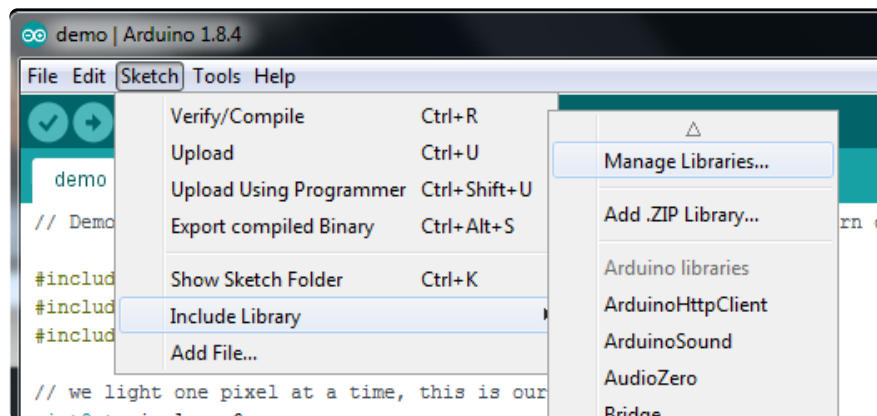 demo | Arduino 1.8.4
File Edit Sketch Tools Help
Verify/Compile Ctrl+R
Upload Ctrl+U
Upload Using Programmer Ctrl+Shift+U
Export compiled Binary Ctrl+Alt+S
Show Sketch Folder Ctrl+K
Include Library
Add File...
Manage Libraries...
Add .ZIP Library...
Arduino libraries
ArduinoHttpClient
ArduinoSound
AudioZero
Bridge
demo
// Demo
#includ
#includ
#includ
// we light one pixel at a time, this is our